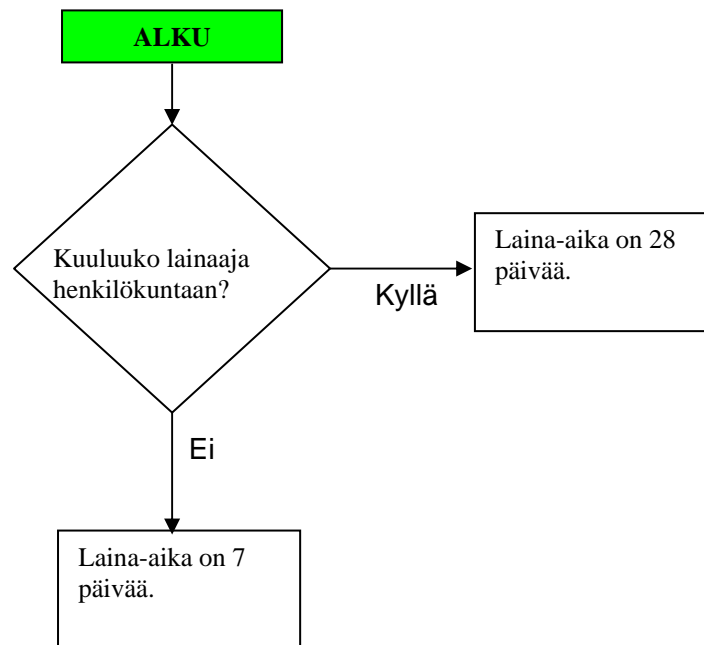 ALKU
Kuuluuko lainaaja
henkilökuntaan?
Kyllä
Laina-aika on 28
päivää.
Ei
Laina-aika on 7
päivää.